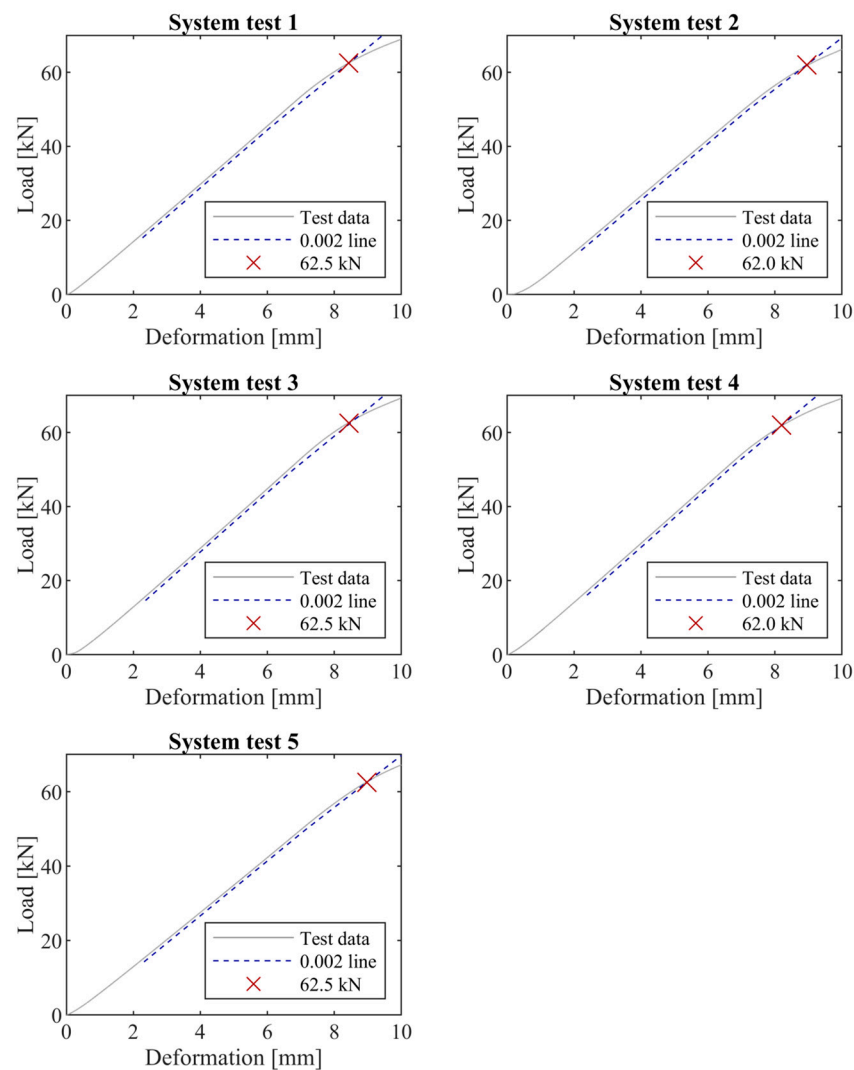 System test 1
Load [kN]
60
40
20
0
Test data
0.002 line
62.5 kN
0 2 4 6 8 10
Deformation [mm]
System test 2
Load [kN]
60
40
20
0
Test data
0.002 line
62.0 kN
0 2 4 6 8 10
Deformation [mm]
System test 3
Load [kN]
60
40
20
0
Test data
0.002 line
62.5 kN
0 2 4 6 8 10
Deformation [mm]
System test 4
Load [kN]
60
40
20
0
Test data
0.002 line
62.0 kN
0 2 4 6 8 10
Deformation [mm]
System test 5
Load [kN]
60
40
20
0
Test data
0.002 line
62.5 kN
0 2 4 6 8 10
Deformation [mm]